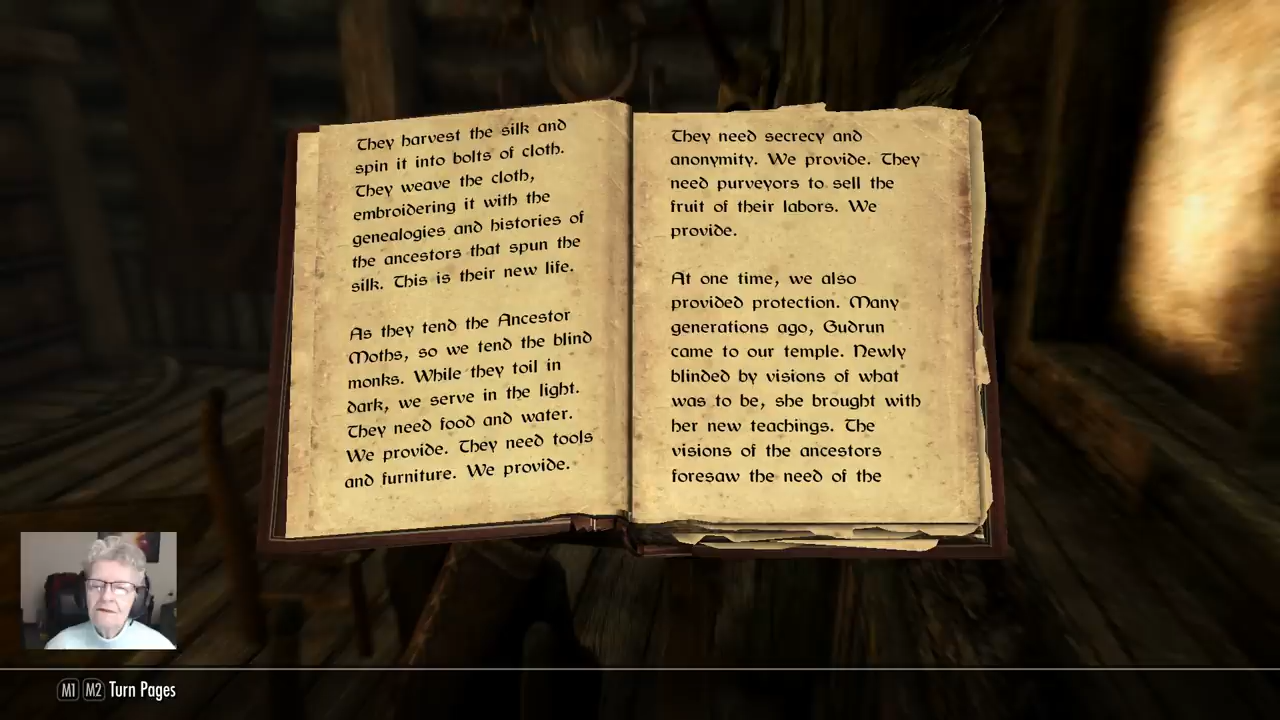 They harvest the silk and
spin it into bolts of cloth.
They weave the cloth,
embroidering it with the
genealogies and histories of
the ancestors that spun the
silk. This is their new life.
As they tend the Ancestor
Moths, so we tend the blind
monks. While they toil in
dark, we serve in the light.
They need food and water.
We provide. They need tools
and furniture. We provide.
They need secrecy and
anonymity. We provide. They
need purveyors to sell the
fruit of their labors. We
provide.
At one time, we also
provided protection. Many
generations ago, Gudrun
came to our temple. Newly
blinded by visions of what
was to be, she brought with
her new teachings. The
visions of the ancestors
foresaw the need of the
M1 M2 Turn Pages